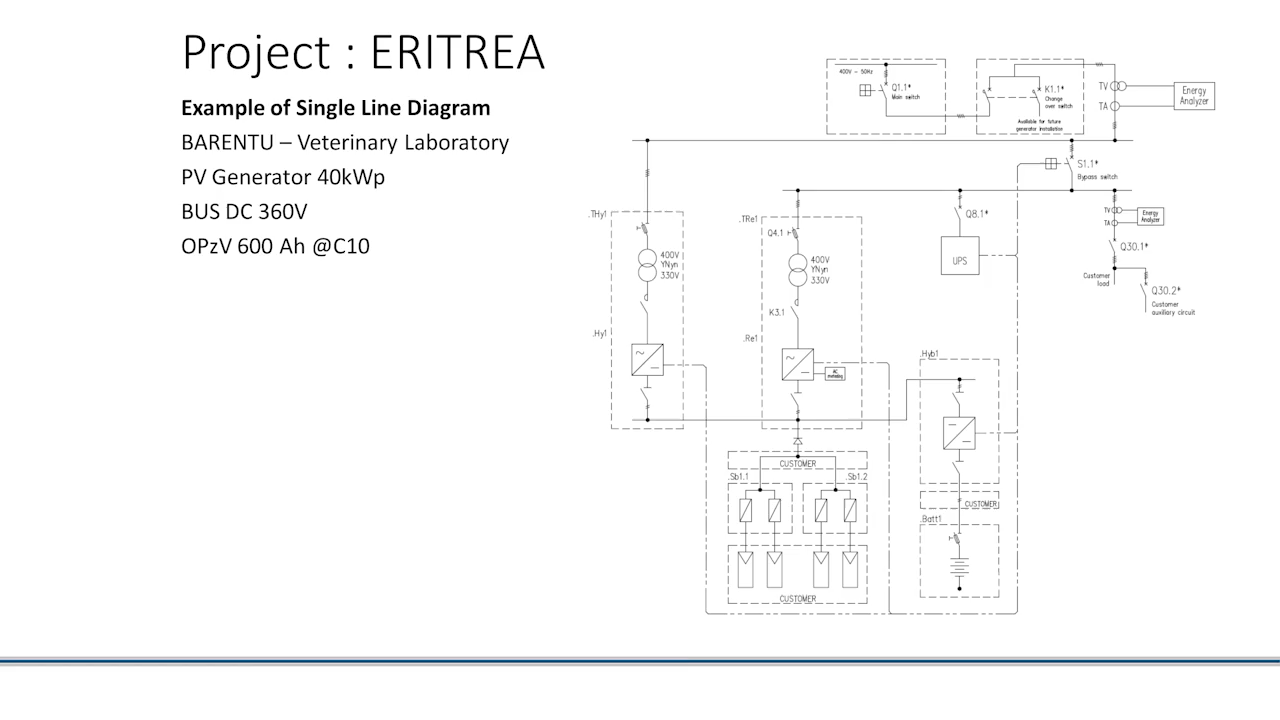 Project : ERITREA
Example of Single Line Diagram
BARENTU – Veterinary Laboratory
PV Generator 40kWp
BUS DC 360V
OPzV 600 Ah @C10
400V – 50Hz
Q1.1*
Main switch
K1.1*
Change
over switch
Available for future
generator installation
TV
TA
Energy
Analyzer
S1.1*
Bypass switch
.THy1
400V
YNyn
330V
.Hy1
.TRe1
Q4.1
400V
YNyn
330V
K3.1
.Re1
AC
metering
Q8.1*
UPS
TV
TA
Energy
Analyzer
Q30.1*
Customer
load
Q30.2*
Customer
auxiliary circuit
.Hyb1
CUSTOMER
.Batt1
CUSTOMER
.Sb1.1
.Sb1.2
CUSTOMER